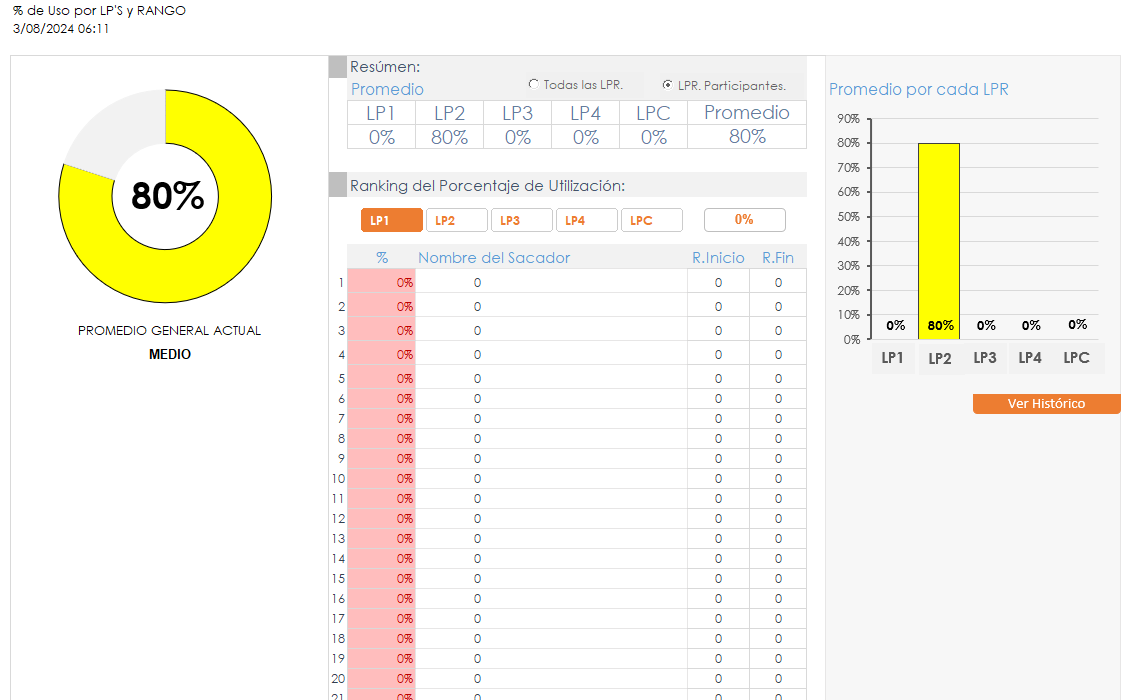 % de Uso por LP'S y RANGO
3/08/2024 06:11
80%
PROMEDIO GENERAL ACTUAL
MEDIO
Resúmen:
Promedio
Todas las LPR.
LPR. Participantes.
LP1 LP2 LP3 LP4 LPC Promedio
0% 80% 0% 0% 0% 80%
Ranking del Porcentaje de Utilización:
LP1 LP2 LP3 LP4 LPC 0%
% Nombre del Sacador R.Inicio R.Fin
1 0% 0 0 0
2 0% 0 0 0
3 0% 0 0 0
4 0% 0 0 0
5 0% 0 0 0
6 0% 0 0 0
7 0% 0 0 0
8 0% 0 0 0
9 0% 0 0 0
10 0% 0 0 0
11 0% 0 0 0
12 0% 0 0 0
13 0% 0 0 0
14 0% 0 0 0
15 0% 0 0 0
16 0% 0 0 0
17 0% 0 0 0
18 0% 0 0 0
19 0% 0 0 0
20 0% 0 0 0
21 0% 0 0 0
Promedio por cada LPR
90%
80%
70%
60%
50%
40%
30%
20%
10%
0%
0% 80% 0% 0% 0%
LP1 LP2 LP3 LP4 LPC
Ver Histórico